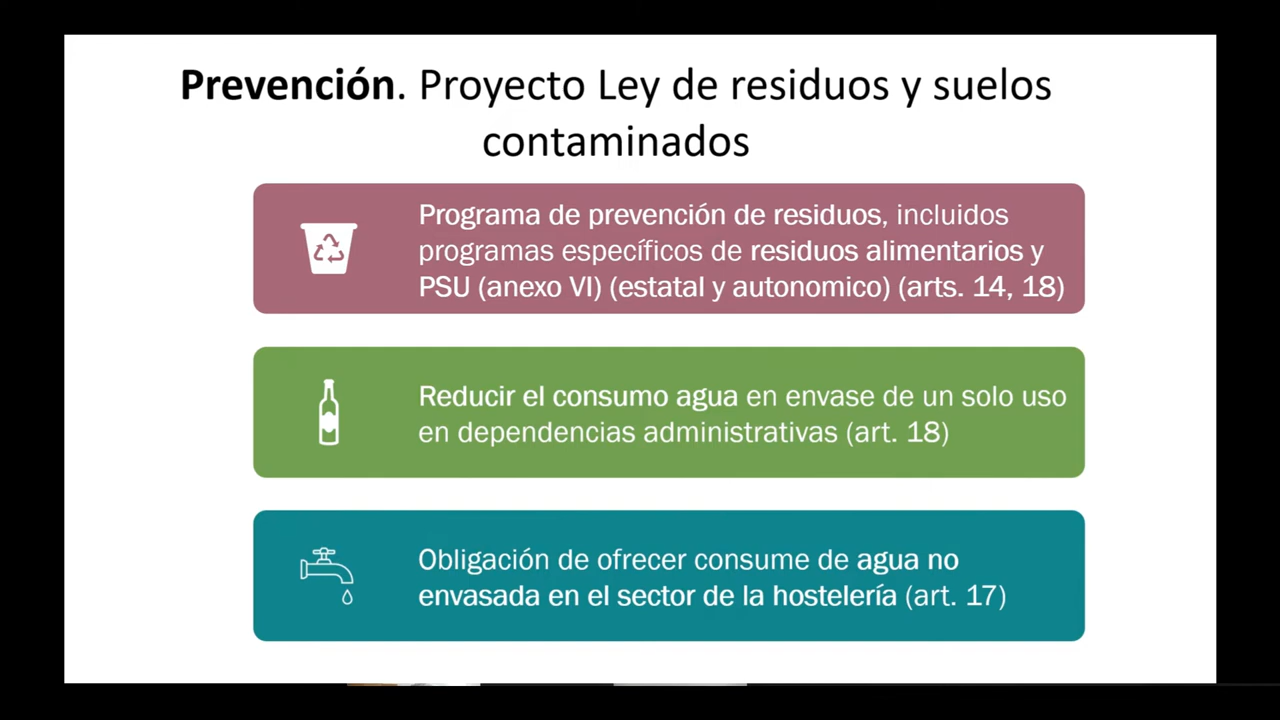 Prevención. Proyecto Ley de residuos y suelos
contaminados
Programa de prevención de residuos, incluidos
programas específicos de residuos alimentarios y
PSU (anexo VI) (estatal y autonomico) (arts. 14, 18)
Reducir el consumo agua en envase de un solo uso
en dependencias administrativas (art. 18)
Obligación de ofrecer consume de agua no
envasada en el sector de la hostelería (art. 17)